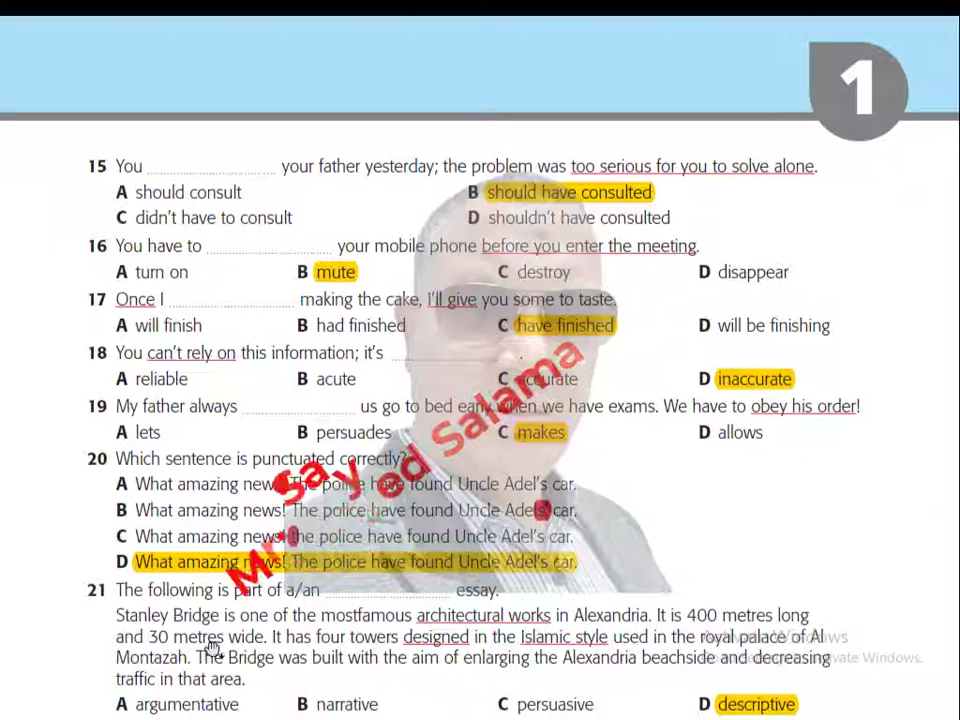 1
15 You ........................ your father yesterday; the problem was too serious for you to solve alone.
A should consult B should have consulted
C didn't have to consult D shouldn't have consulted
16 You have to ........................ your mobile phone before you enter the meeting.
A turn on B mute C destroy D disappear
17 Once I ........................ making the cake, I'll give you some to taste.
A will finish B had finished C have finished D will be finishing
18 You can't rely on this information; it's ........................ .
A reliable B acute C accurate D inaccurate
19 My father always ........................ us go to bed early when we have exams. We have to obey his order!
A lets B persuades C makes D allows
20 Which sentence is punctuated correctly?
A What amazing news The police have found Uncle Adel's car.
B What amazing news! The police have found Uncle Adels' car.
C What amazing news! the police have found Uncle Adel's car.
D What amazing news! The police have found Uncle Adel's car.
21 The following is part of a/an ........................ essay.
Stanley Bridge is one of the mostfamous architectural works in Alexandria. It is 400 metres long
and 30 metres wide. It has four towers designed in the Islamic style used in the royal palace of Al
Montazah. The Bridge was built with the aim of enlarging the Alexandria beachside and decreasing
traffic in that area.
A argumentative B narrative C persuasive D descriptive
Mr. Sayed Salama
Activate Windows